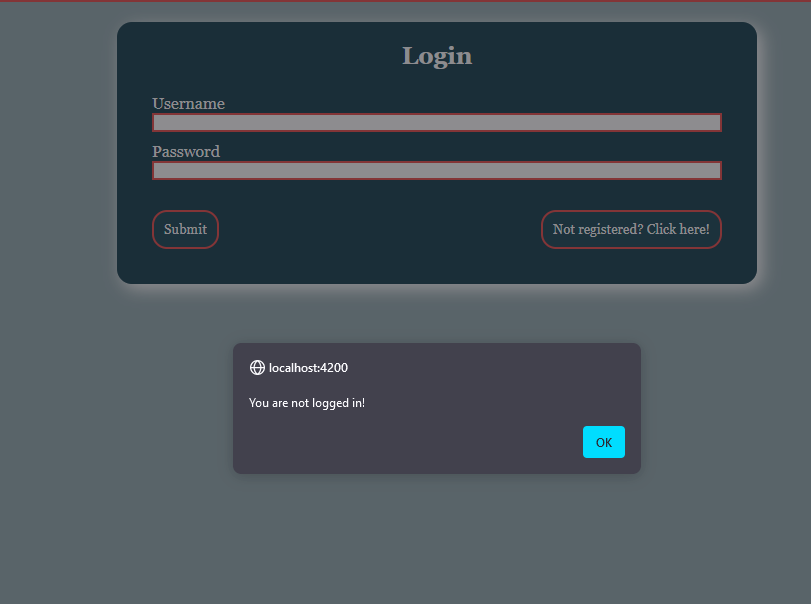 Login
Username
Password
Submit
Not registered? Click here!
localhost:4200
You are not logged in!
OK